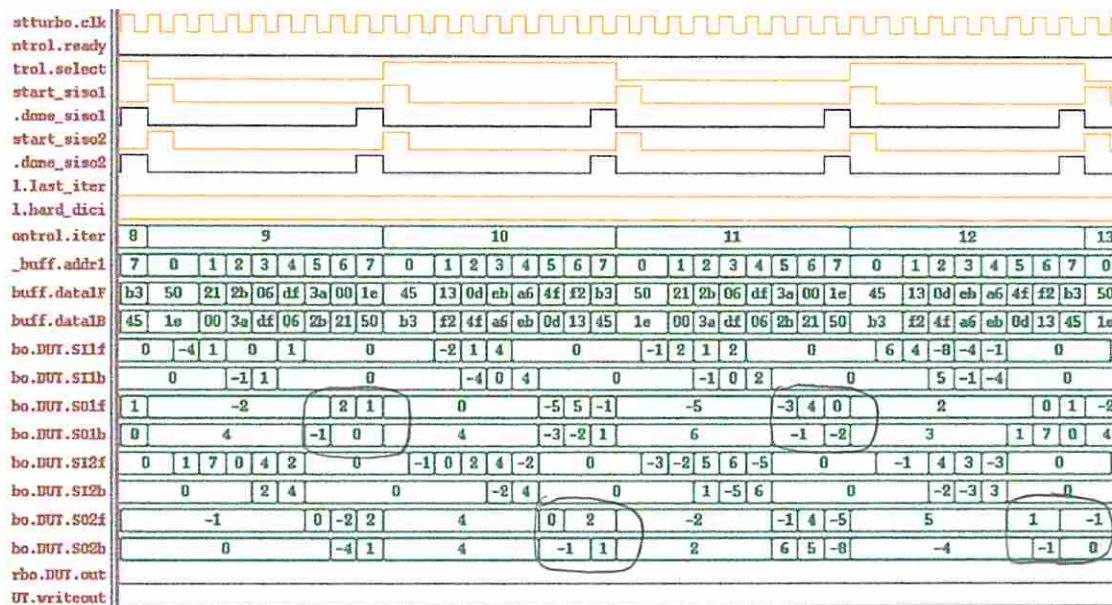 stturbo.clk
ntrol.ready
trol.select
start_siso1
.done_siso1
start_siso2
.done_siso2
l.last_iter
l.hard_dici
ontrol.iter 8 9 10 11 12 13
_buff.addr1 7 0 1 2 3 4 5 6 7 0 1 2 3 4 5 6 7 0 1 2 3 4 5 6 7 0 1 2 3 4 5 6 7 0
buff.data1F b3 50 21 2b 06 df 3a 00 1e 45 13 0d eb a6 4f f2 b3 50 21 2b 06 df 3a 00 1e 45 13 0d eb a6 4f f2 b3 50
buff.data1B 45 1e 00 3a df 06 2b 21 50 b3 f2 4f a6 eb 0d 13 45 1e 00 3a df 06 2b 21 50 b3 f2 4f a6 eb 0d 13 45 1e
bo.DUT.SI1f 0 -4 1 0 1 0 -2 1 4 0 -1 2 1 2 0 6 4 -8 -4 -1 0
bo.DUT.SI1b 0 -1 1 0 -4 0 4 0 -1 0 2 0 5 -1 -4 0
bo.DUT.SO1f 1 -2 2 1 0 -5 5 -1 -5 -3 4 0 2 0 1 -2
bo.DUT.SO1b 0 4 -1 0 4 -3 -2 1 6 -1 -2 3 1 7 0 4
bo.DUT.SI2f 0 1 7 0 4 2 0 -1 0 2 4 -2 0 -3 -2 5 6 -5 0 -1 4 3 -3 0
bo.DUT.SI2b 0 2 4 0 -2 4 0 1 -5 6 0 -2 -3 3 0
bo.DUT.SO2f -1 0 -2 2 4 0 2 -2 -1 4 -5 5 1 -1
bo.DUT.SO2b 0 -4 1 4 -1 1 2 6 5 -8 -4 -1 0
rbo.DUT.out
UT.writeout